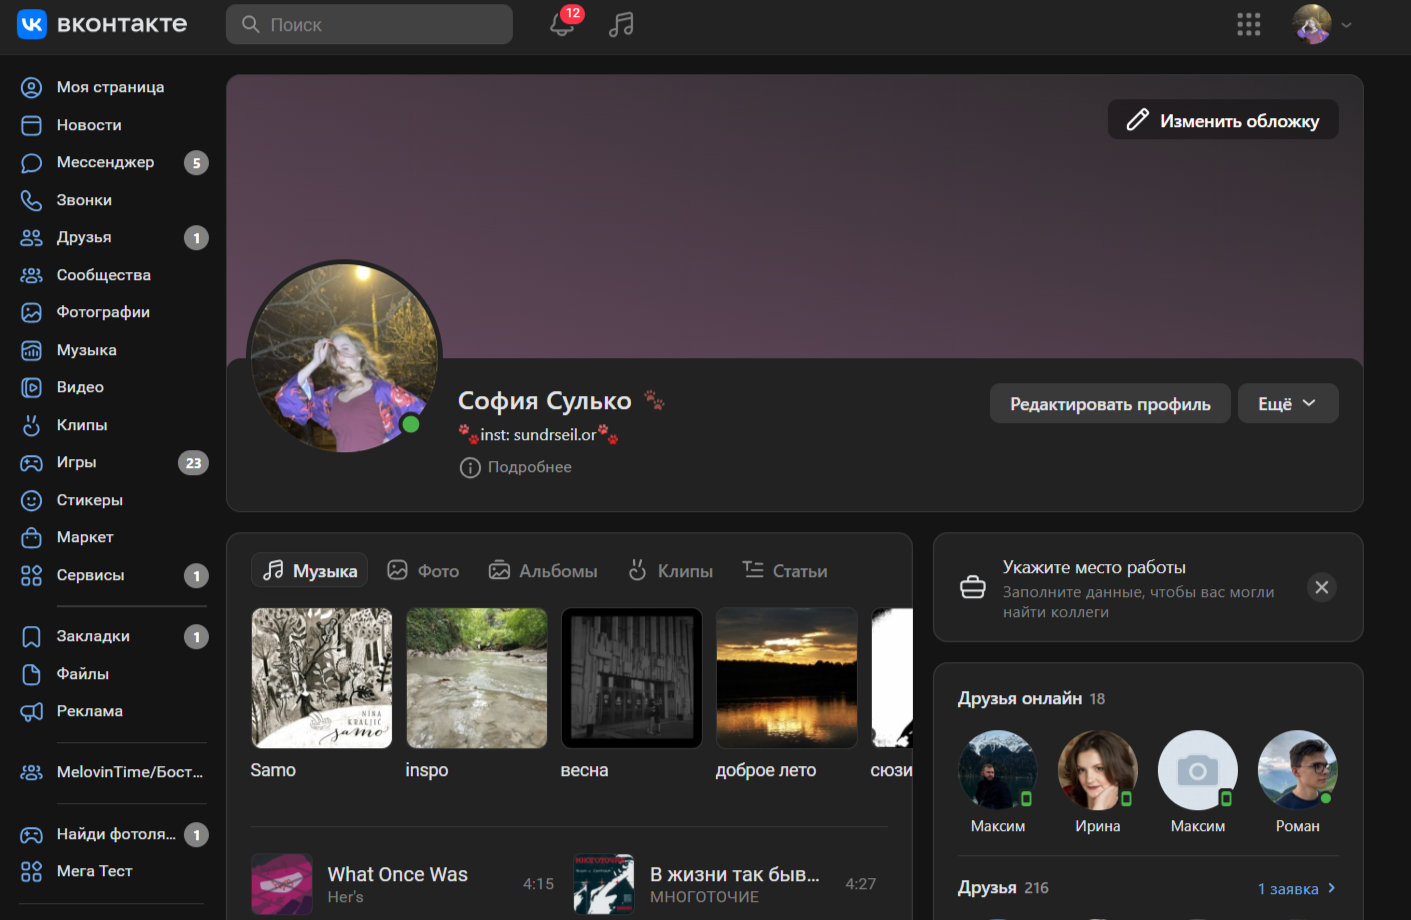 вконтакте
Поиск
12
Моя страница
Новости
Мессенджер 5
Звонки
Друзья 1
Сообщества
Фотографии
Музыка
Видео
Клипы
Игры 23
Стикеры
Маркет
Сервисы 1
Закладки 1
Файлы
Реклама
MelovinTime/Бост...
Найди фотоля... 1
Мега Тест
Изменить обложку
София Сулько
inst: sundrseil.or
Подробнее
Редактировать профиль
Ещё
Музыка
Фото
Альбомы
Клипы
Статьи
NINA
KRALJIĆ
samo
Samo
inspo
весна
доброе лето
сюзи
What Once Was
Her's
4:15
МНОГОТОЧИЕ
В жизни так быв...
МНОГОТОЧИЕ
4:27
Укажите место работы
Заполните данные, чтобы вас могли
найти коллеги
Друзья онлайн 18
Максим
Ирина
Максим
Роман
Друзья 216
1 заявка